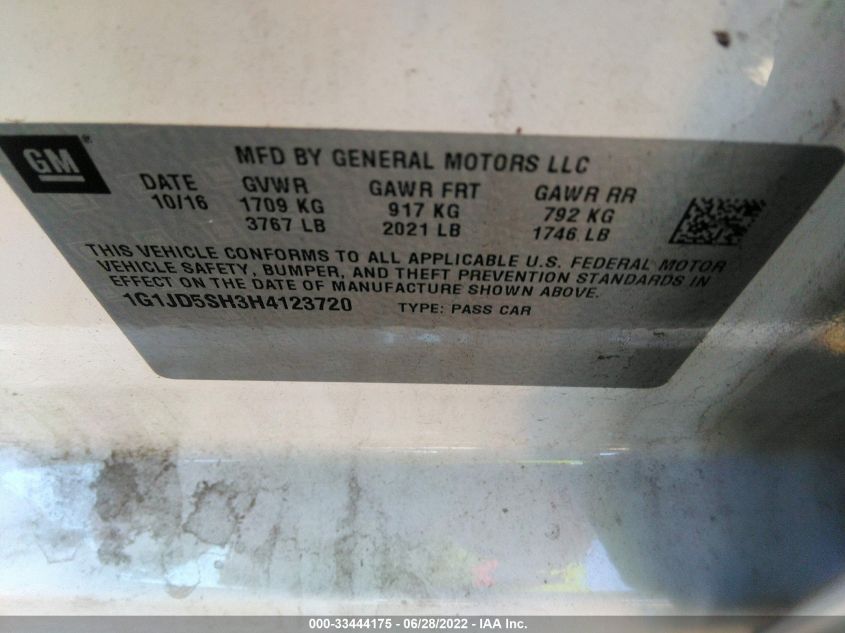 GM®
MFD BY GENERAL MOTORS LLC
DATE GVWR GAWR FRT GAWR RR
10/16 1709 KG 917 KG 792 KG
3767 LB 2021 LB 1746 LB
THIS VEHICLE CONFORMS TO ALL APPLICABLE U.S. FEDERAL MOTOR
VEHICLE SAFETY, BUMPER, AND THEFT PREVENTION STANDARDS IN
EFFECT ON THE DATE OF MANUFACTURE SHOWN ABOVE
1G1JD5SH3H4123720 TYPE: PASS CAR
000-33444175 - 06/28/2022 - IAA Inc.